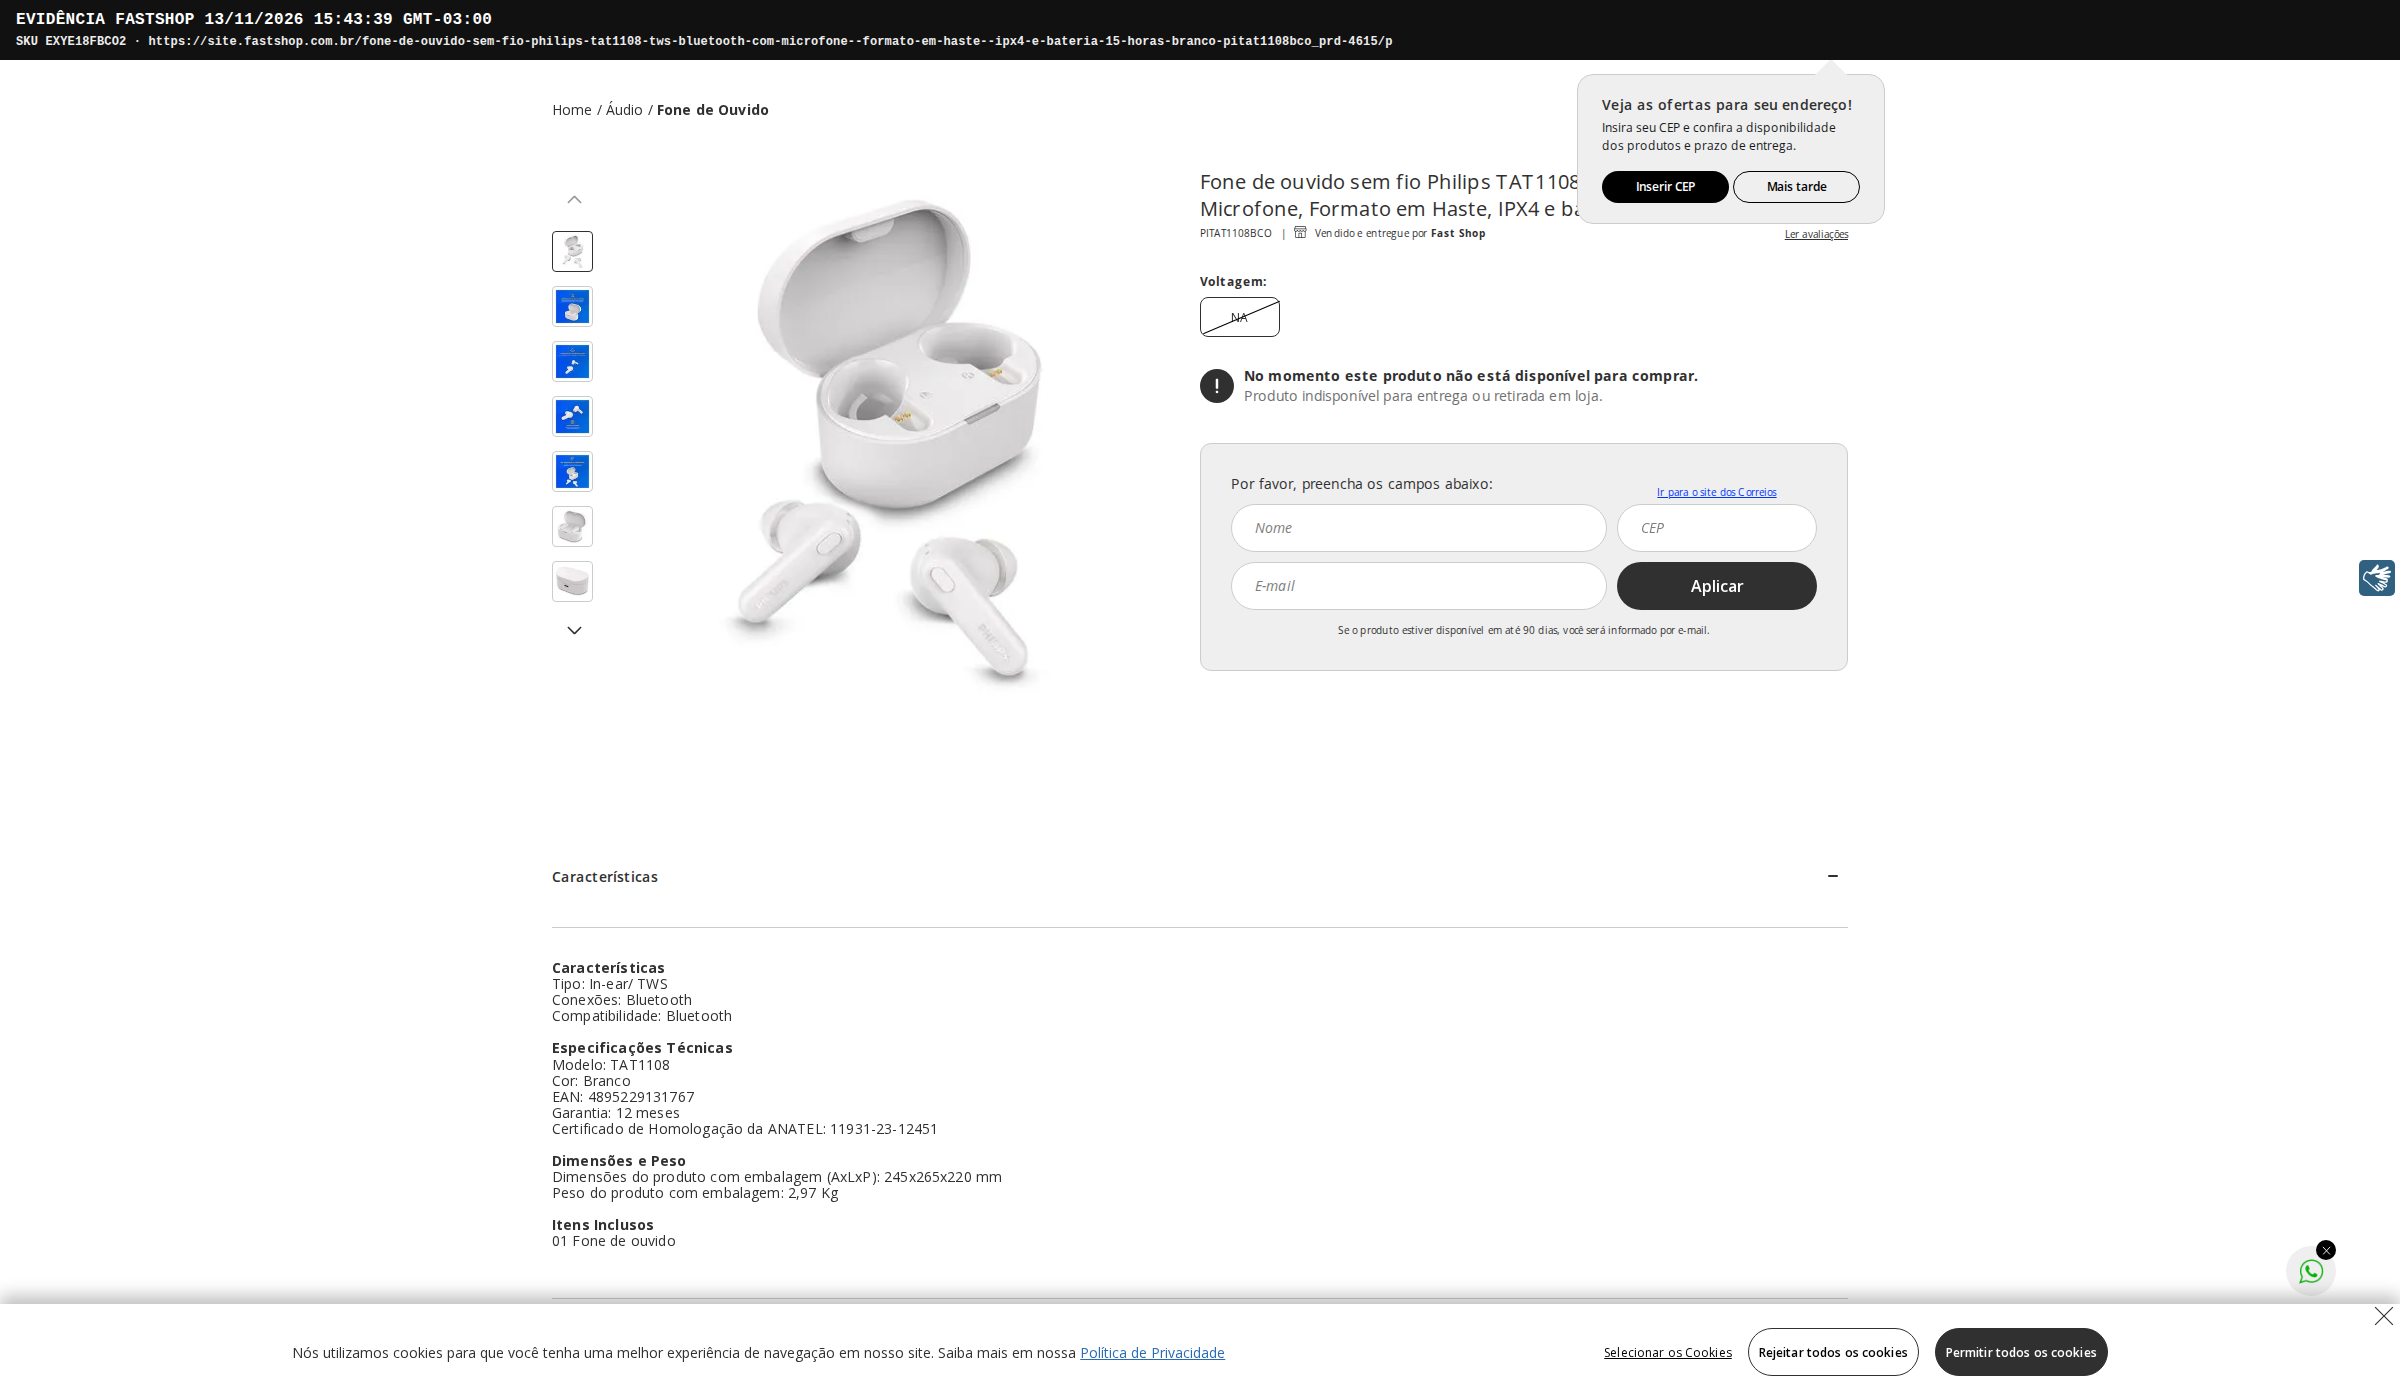 EVIDÊNCIA FASTSHOP 13/11/2026 15:43:39 GMT-03:00
SKU EXYE18FBCO2 · https://site.fastshop.com.br/fone-de-ouvido-sem-fio-philips-tat1108-tws-bluetooth-com-microfone--formato-em-haste--ipx4-e-bateria-15-horas-branco-pitat1108bco_prd-4615/p
Veja as ofertas para seu endereço!
Insira seu CEP e confira a disponibilidade
dos produtos e prazo de entrega.
Inserir CEP
Mais tarde
Home / Áudio / Fone de Ouvido
Fone de ouvido sem fio Philips TAT1108
Microfone, Formato em Haste, IPX4 e
PITAT1108BCO | Vendido e entregue por Fast Shop
Ler avaliações
Voltagem:
NA
No momento este produto não está disponível para comprar.
Produto indisponível para entrega ou retirada em loja.
Por favor, preencha os campos abaixo:
Ir para o site dos Correios
Nome
CEP
E-mail
Aplicar
Se o produto estiver disponível em até 90 dias, você será informado por e-mail.
Características
Características
Tipo: In-ear/ TWS
Conexões: Bluetooth
Compatibilidade: Bluetooth
Especificações Técnicas
Modelo: TAT1108
Cor: Branco
EAN: 4895229131767
Garantia: 12 meses
Certificado de Homologação da ANATEL: 11931-23-12451
Dimensões e Peso
Dimensões do produto com embalagem (AxLxP): 245x265x220 mm
Peso do produto com embalagem: 2,97 Kg
Itens Inclusos
01 Fone de ouvido
Nós utilizamos cookies para que você tenha uma melhor experiência de navegação em nosso site. Saiba mais em nossa Política de Privacidade
Selecionar os Cookies
Rejeitar todos os cookies
Permitir todos os cookies